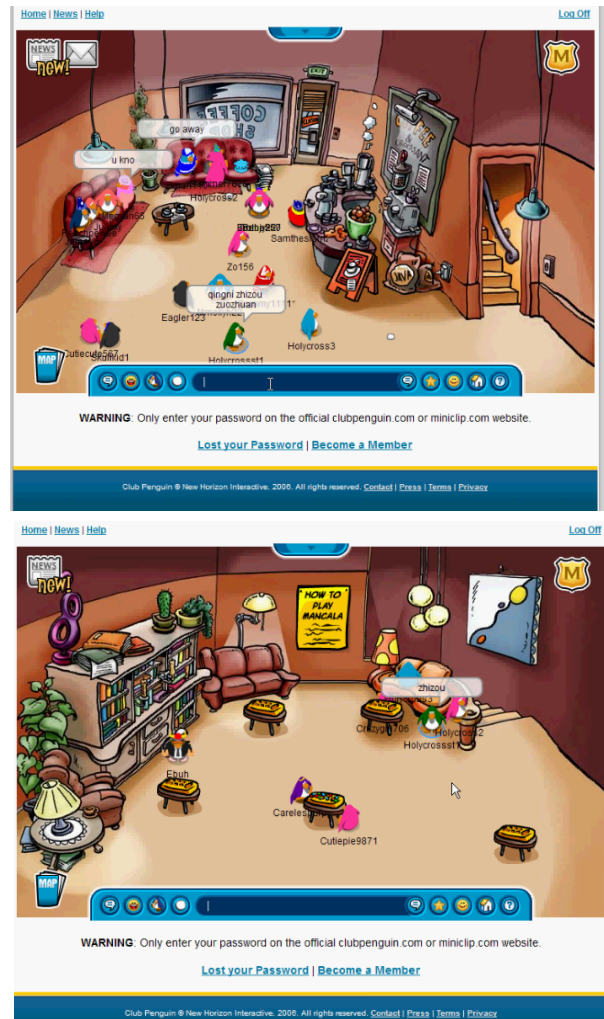 Home | News | Help
Log Off
NEWS
new!
M
EXIT
COFFEE
SHOP
go away
u kno
Holycross2
Zo156
qingni zhizou
zuozhuan
Eagler123
Holycross3
Skulkid1
Holycrossst1
MAP
WARNING: Only enter your password on the official clubpenguin.com or miniclip.com website.
Lost your Password | Become a Member
Club Penguin © New Horizon Interactive. 2006. All rights reserved. Contact | Press | Terms | Privacy
Home | News | Help
Log Off
NEWS
new!
M
HOW TO
PLAY
MANCALA
zhizou
Holycross2
Holycrossst1
Ebuh
Cutiepie9871
MAP
WARNING: Only enter your password on the official clubpenguin.com or miniclip.com website.
Lost your Password | Become a Member
Club Penguin © New Horizon Interactive. 2006. All rights reserved. Contact | Press | Terms | Privacy